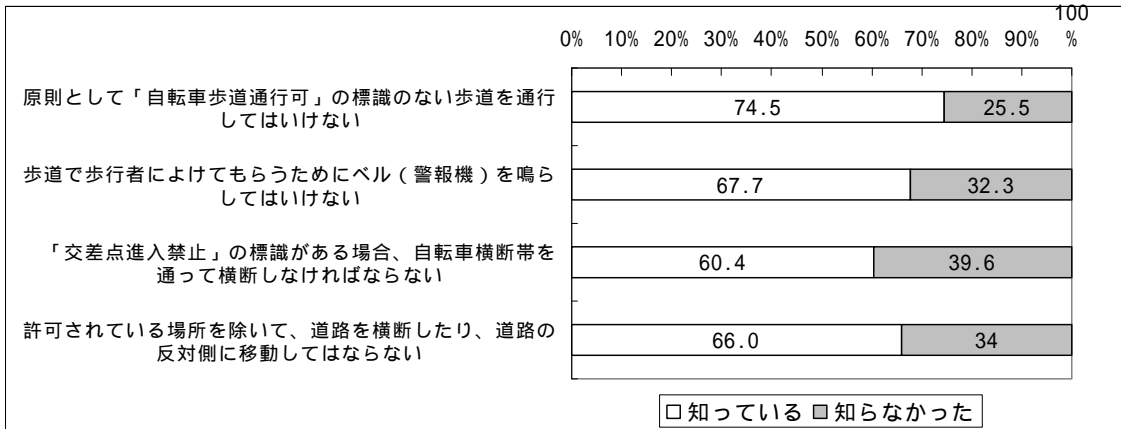 100
0% 10% 20% 30% 40% 50% 60% 70% 80% 90% %
原則として「自転車歩道通行可」の標識のない歩道を通行
してはいけない
74.5 25.5
歩道で歩行者によけてもらうためにベル(警報機)を鳴ら
してはいけない
67.7 32.3
「交差点進入禁止」の標識がある場合、自転車横断帯を
通って横断しなければならない
60.4 39.6
許可されている場所を除いて、道路を横断したり、道路の
反対側に移動してはならない
66.0 34
知っている 知らなかった